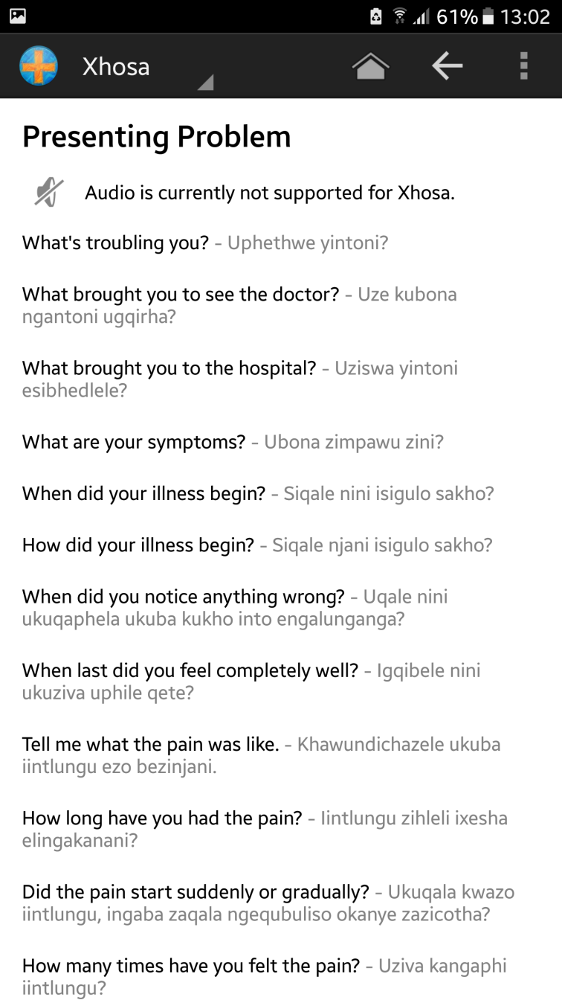 61% 13:02
Xhosa
Presenting Problem
Audio is currently not supported for Xhosa.
What's troubling you? - Uphethwe yintoni?
What brought you to see the doctor? - Uze kubona
ngantoni ugqirha?
What brought you to the hospital? - Uziswa yintoni
esibhedlele?
What are your symptoms? - Ubona zimpawu zini?
When did your illness begin? - Siqale nini isigulo sakho?
How did your illness begin? - Siqale njani isigulo sakho?
When did you notice anything wrong? - Uqale nini
ukuqaphela ukuba kukho into engalunganga?
When last did you feel completely well? - Igqibele nini
ukuziva uphile qete?
Tell me what the pain was like. - Khawundichazele ukuba
iintlungu ezo bezinjani.
How long have you had the pain? - Iintlungu zihleli ixesha
elingakanani?
Did the pain start suddenly or gradually? - Ukuqala kwazo
iintlungu, ingaba zaqala ngequbuliso okanye zazicotha?
How many times have you felt the pain? - Uziva kangaphi
iintlungu?